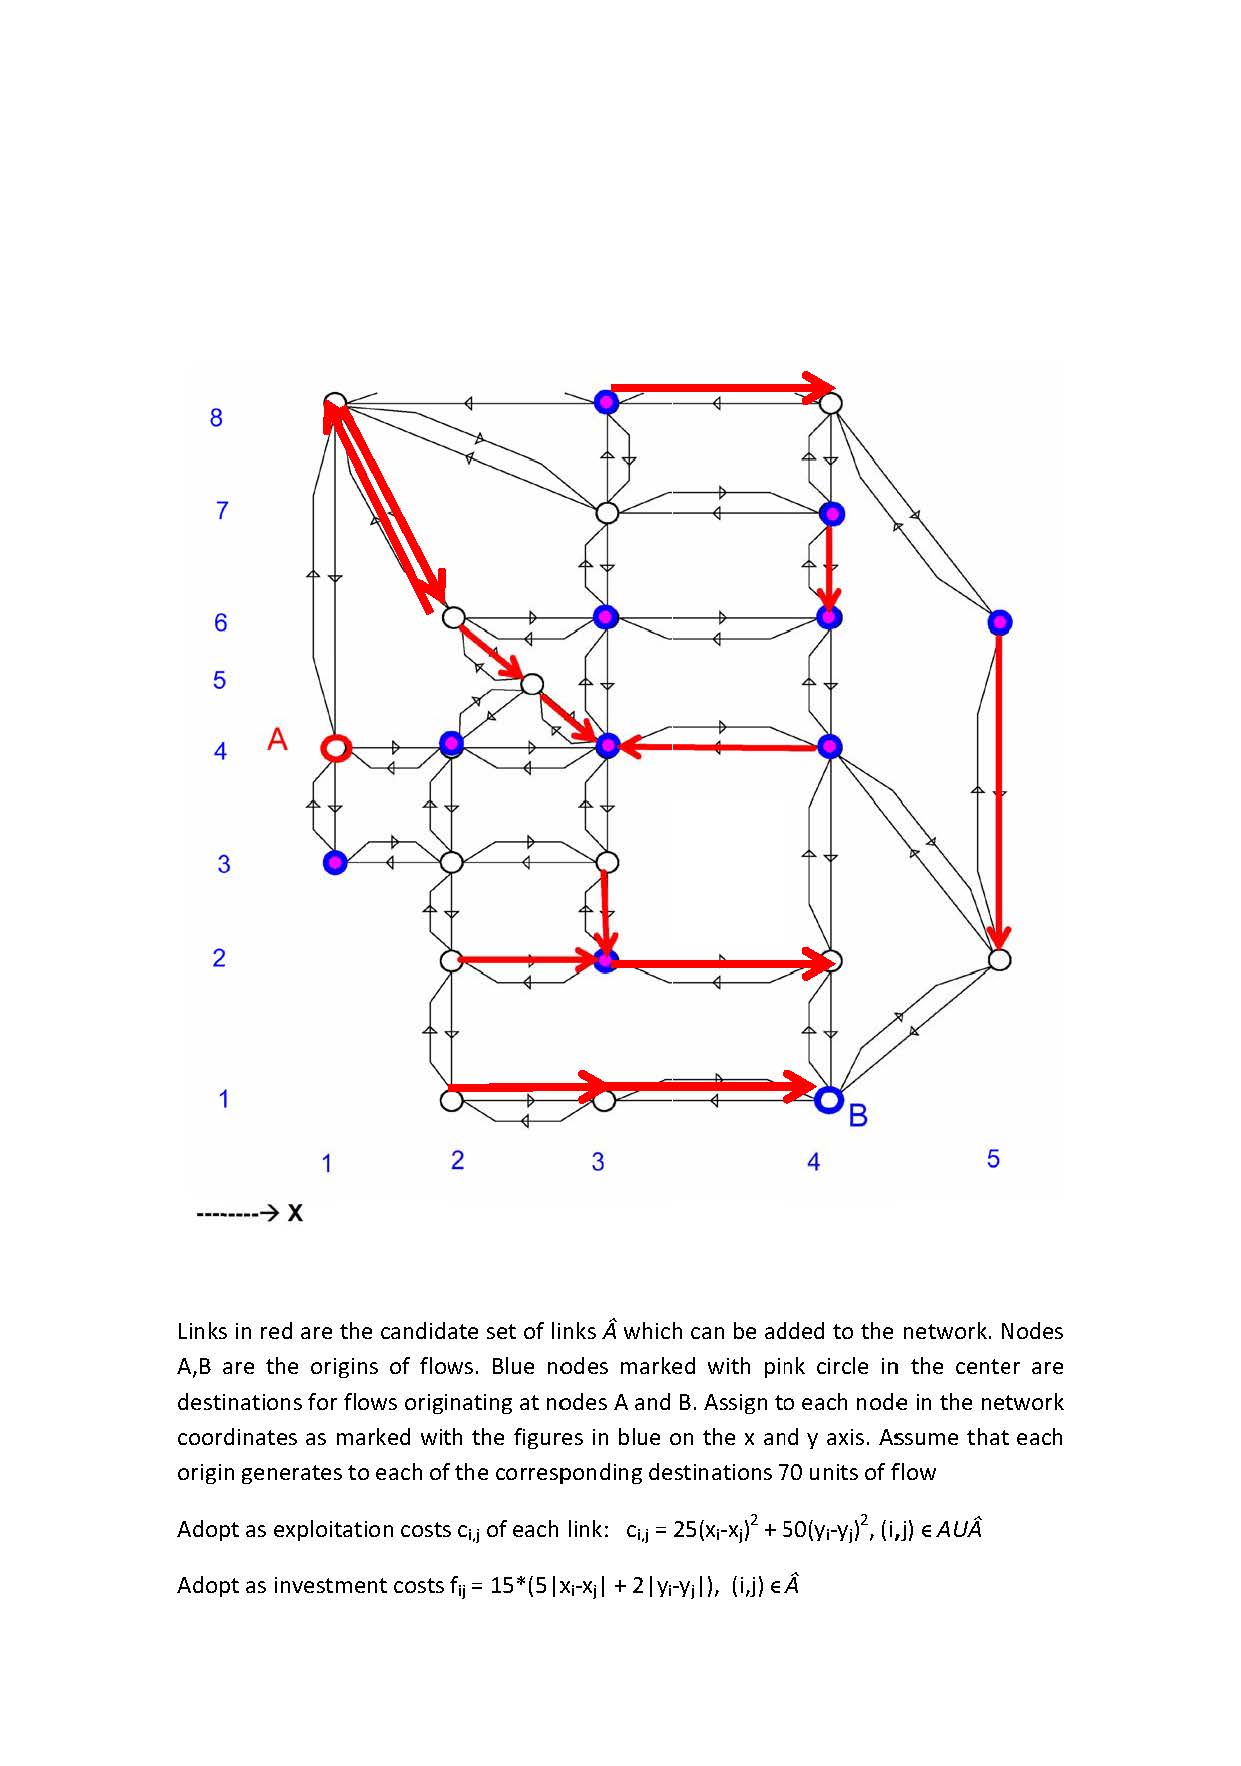 8
7
6
5
A
4
3
2
1
B
1 2 3 4 5
--------→ X
Links in red are the candidate set of links Â which can be added to the network. Nodes
A,B are the origins of flows. Blue nodes marked with pink circle in the center are
destinations for flows originating at nodes A and B. Assign to each node in the network
coordinates as marked with the figures in blue on the x and y axis. Assume that each
origin generates to each of the corresponding destinations 70 units of flow
Adopt as exploitation costs c_{i,j} of each link: c_{i,j} = 25(x_i-x_j)^2 + 50(y_i-y_j)^2, (i,j) ϵ AUÂ
Adopt as investment costs f_{ij} = 15*(5|x_i-x_j| + 2|y_i-y_j|), (i,j) ϵ Â